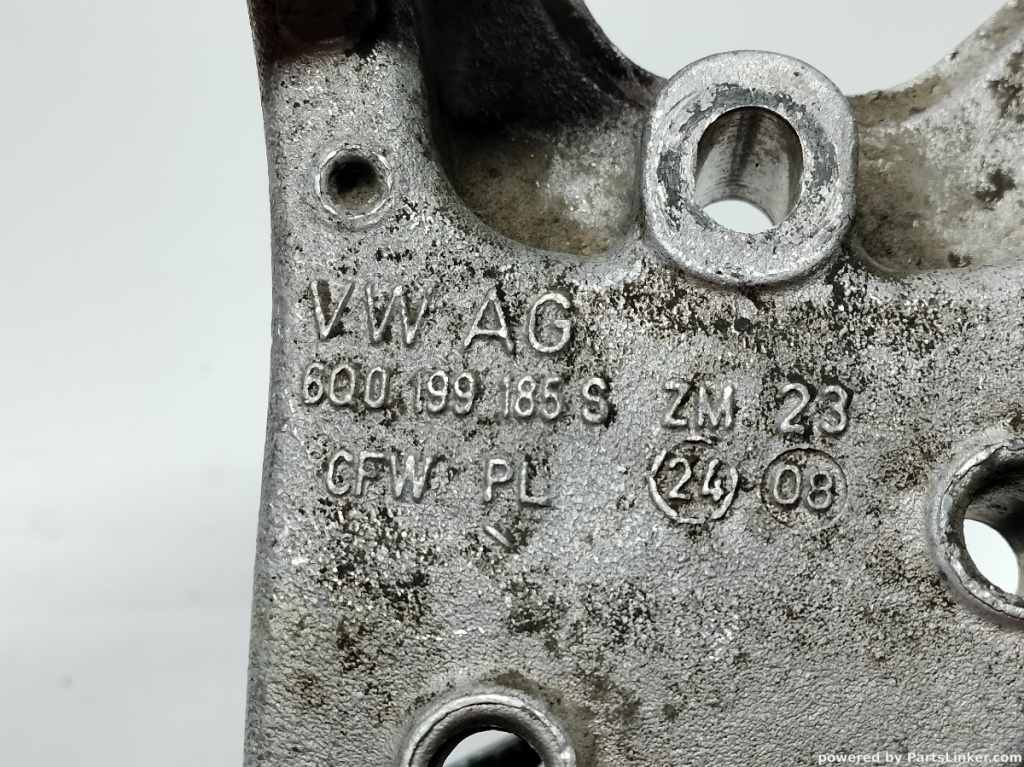 VW AG
6Q0 199 185 S ZM 23
CFW PL 24 08
powered by PartsLinker.com